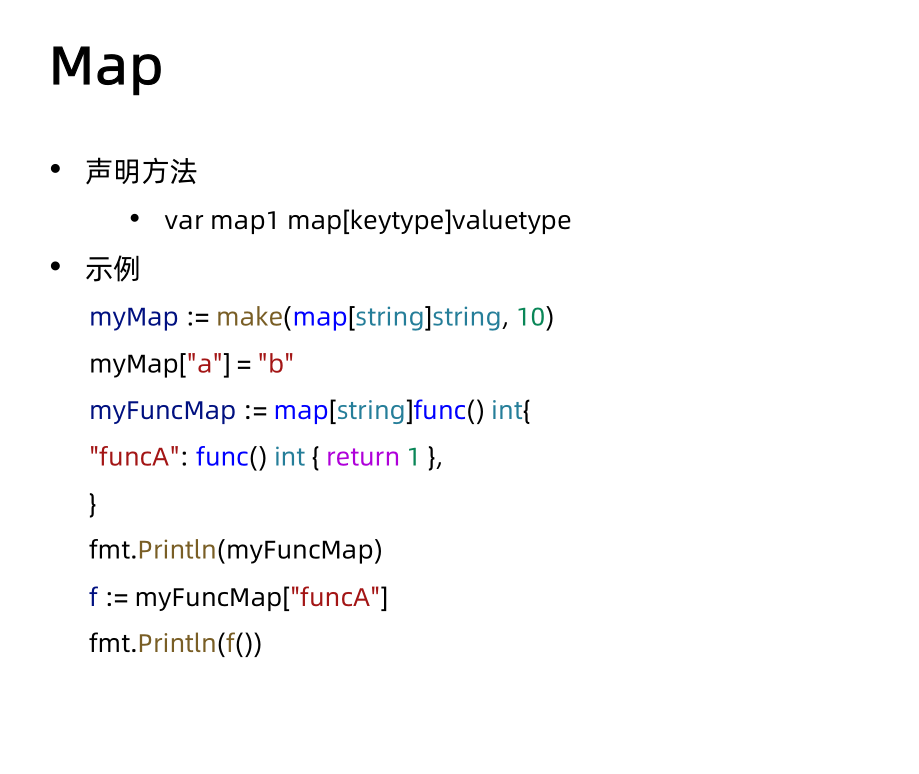 Map
• 声明方法
• var map1 map[keytype]valuetype
• 示例
myMap := make(map[string]string, 10)
myMap["a"] = "b"
myFuncMap := map[string]func() int{
"funcA": func() int { return 1 },
}
fmt.Println(myFuncMap)
f := myFuncMap["funcA"]
fmt.Println(f())